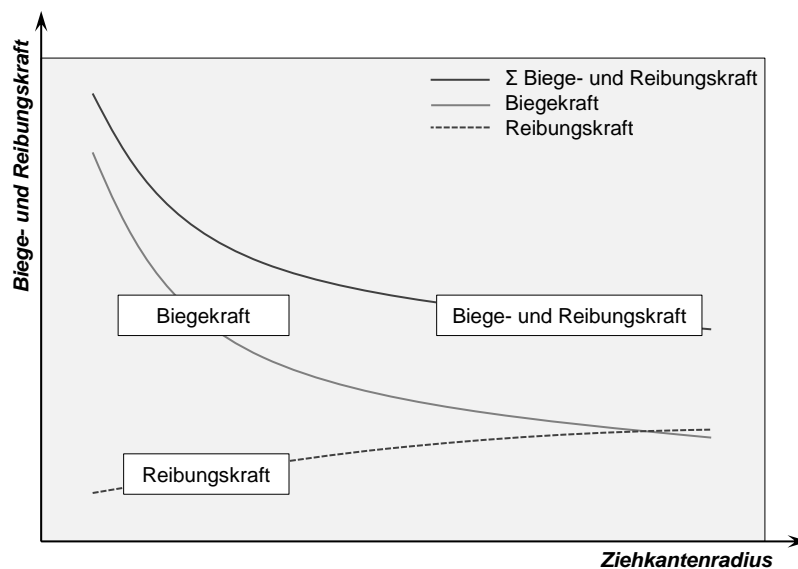 Biege- und Reibungskraft
Σ Biege- und Reibungskraft
Biegekraft
Reibungskraft
Biegekraft
Biege- und Reibungskraft
Reibungskraft
Ziehkantenradius